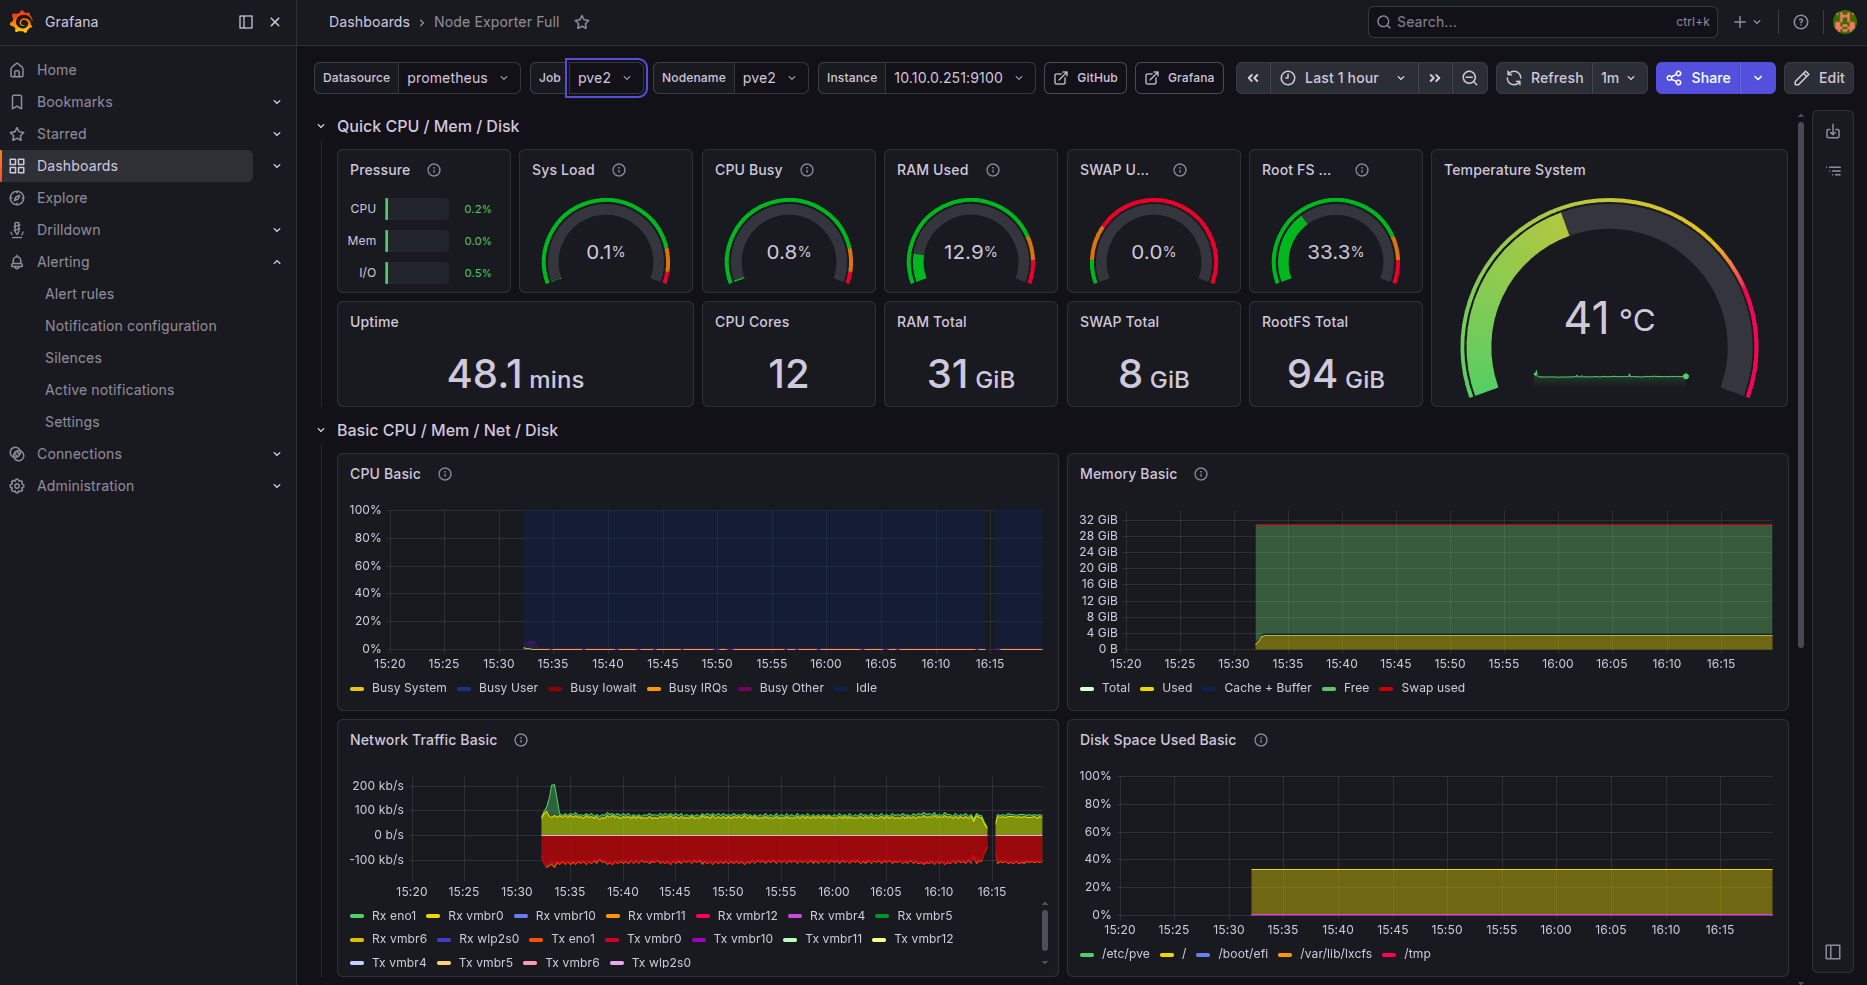 Grafana
Dashboards › Node Exporter Full
Search...
ctrl+k
Home
Bookmarks
Starred
Dashboards
Explore
Drilldown
Alerting
Alert rules
Notification configuration
Silences
Active notifications
Settings
Connections
Administration
Datasource prometheus
Job pve2
Nodename pve2
Instance 10.10.0.251:9100
GitHub
Grafana
Last 1 hour
Refresh 1m
Share
Edit
Quick CPU / Mem / Disk
Pressure
CPU 0.2%
Mem 0.0%
I/O 0.5%
Sys Load
0.1%
CPU Busy
0.8%
RAM Used
12.9%
SWAP U...
0.0%
Root FS ...
33.3%
Temperature System
41 °C
Uptime
48.1 mins
CPU Cores
12
RAM Total
31 GiB
SWAP Total
8 GiB
RootFS Total
94 GiB
Basic CPU / Mem / Net / Disk
CPU Basic
100%
80%
60%
40%
20%
0%
15:20 15:25 15:30 15:35 15:40 15:45 15:50 15:55 16:00 16:05 16:10 16:15
Busy System Busy User Busy Iowait Busy IRQs Busy Other Idle
Memory Basic
32 GiB
28 GiB
24 GiB
20 GiB
16 GiB
12 GiB
8 GiB
4 GiB
0 B
15:20 15:25 15:30 15:35 15:40 15:45 15:50 15:55 16:00 16:05 16:10 16:15
Total Used Cache + Buffer Free Swap used
Network Traffic Basic
200 kb/s
100 kb/s
0 b/s
-100 kb/s
15:20 15:25 15:30 15:35 15:40 15:45 15:50 15:55 16:00 16:05 16:10 16:15
Rx eno1 Rx vmbr0 Rx vmbr10 Rx vmbr11 Rx vmbr12 Rx vmbr4 Rx vmbr5
Rx vmbr6 Rx wlp2s0 Tx eno1 Tx vmbr0 Tx vmbr10 Tx vmbr11 Tx vmbr12
Tx vmbr4 Tx vmbr5 Tx vmbr6 Tx wlp2s0
Disk Space Used Basic
100%
80%
60%
40%
20%
0%
15:20 15:25 15:30 15:35 15:40 15:45 15:50 15:55 16:00 16:05 16:10 16:15
/etc/pve / /boot/efi /var/lib/lxcfs /tmp